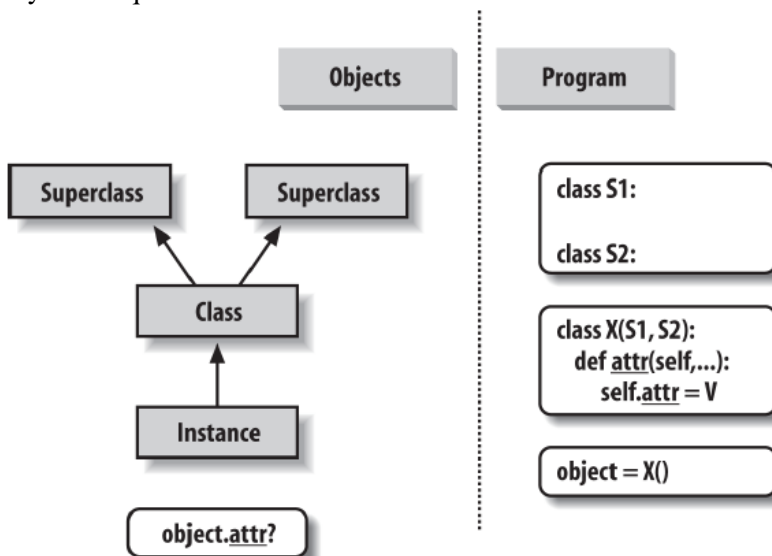 Objects
Program
Superclass
Superclass
Class
Instance
object.attr?
class S1:
class S2:
class X(S1, S2):
def attr(self,...):
self.attr = V
object = X()